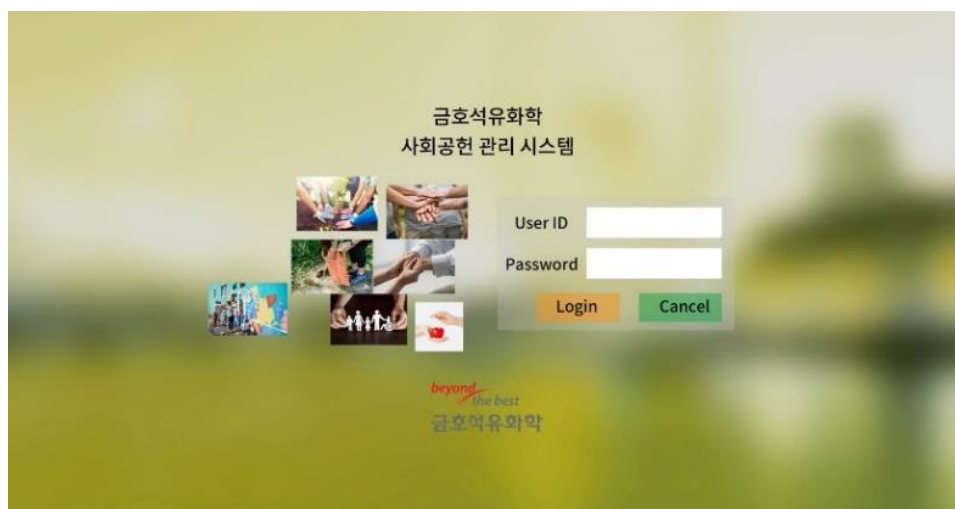 금호석유화학
사회공헌 관리 시스템
User ID
Password
Login
Cancel
beyond
the best
금호석유화학